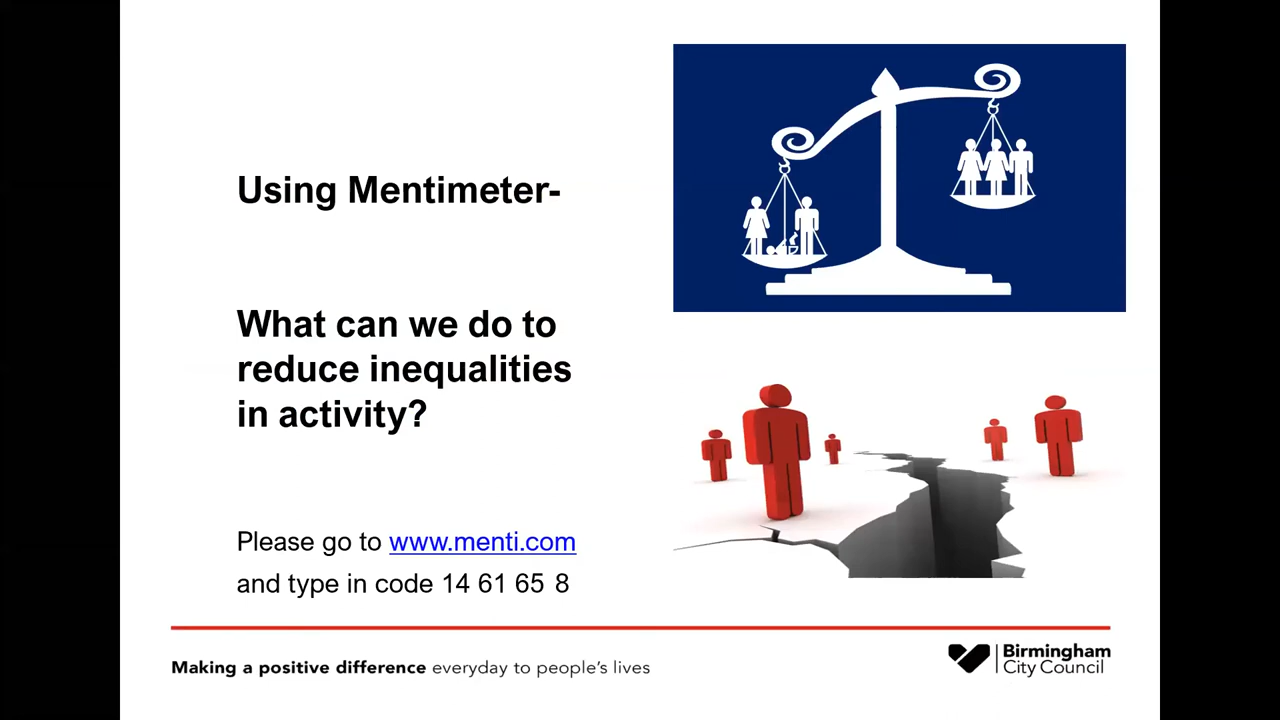 Using Mentimeter-
What can we do to
reduce inequalities
in activity?
Please go to www.menti.com
and type in code 14 61 65 8
Making a positive difference everyday to people's lives
Birmingham
City Council